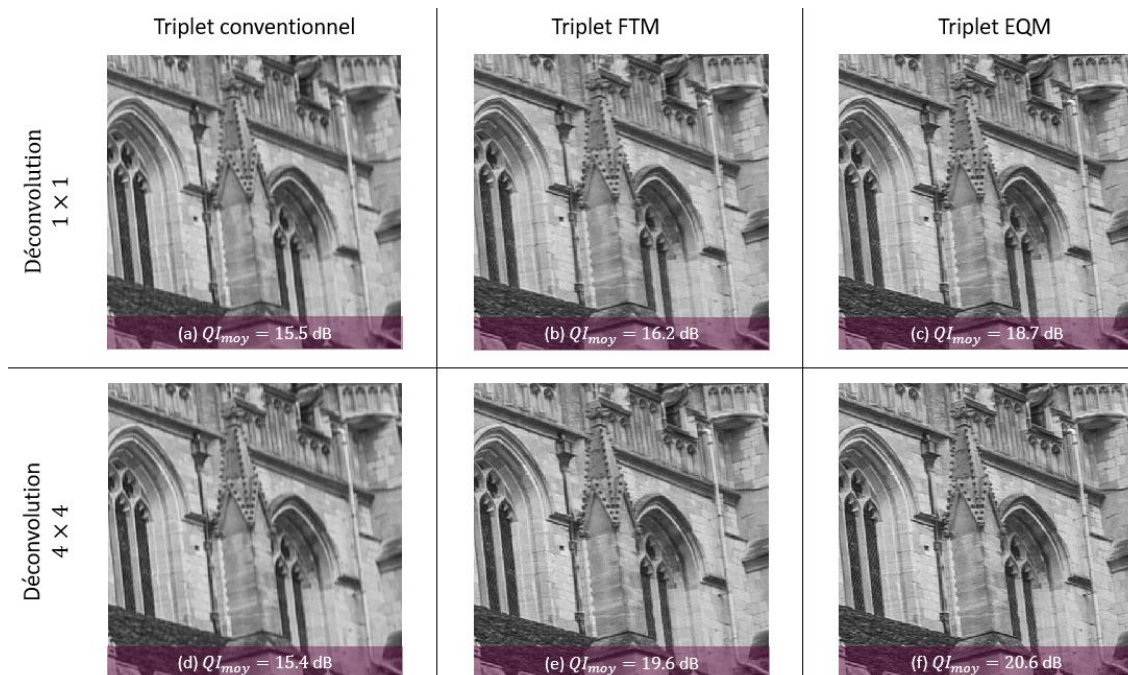 Triplet conventionnel
Triplet FTM
Triplet EQM
Déconvolution
1 × 1
(a) QI_moy = 15.5 dB
(b) QI_moy = 16.2 dB
(c) QI_moy = 18.7 dB
Déconvolution
4 × 4
(d) QI_moy = 15.4 dB
(e) QI_moy = 19.6 dB
(f) QI_moy = 20.6 dB